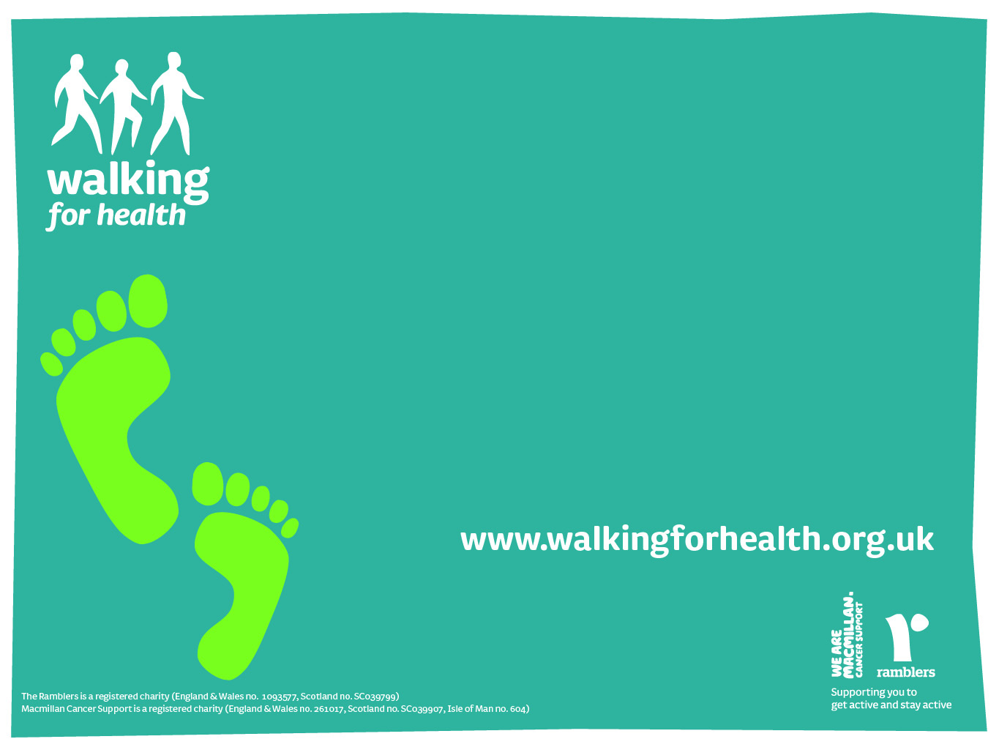 walking
for health
www.walkingforhealth.org.uk
WE ARE
MACMILLAN.
CANCER SUPPORT
ramblers
Supporting you to
get active and stay active
The Ramblers is a registered charity (England & Wales no. 1093577, Scotland no. SC039799)
Macmillan Cancer Support is a registered charity (England & Wales no. 261017, Scotland no. SC039907, Isle of Man no. 604)